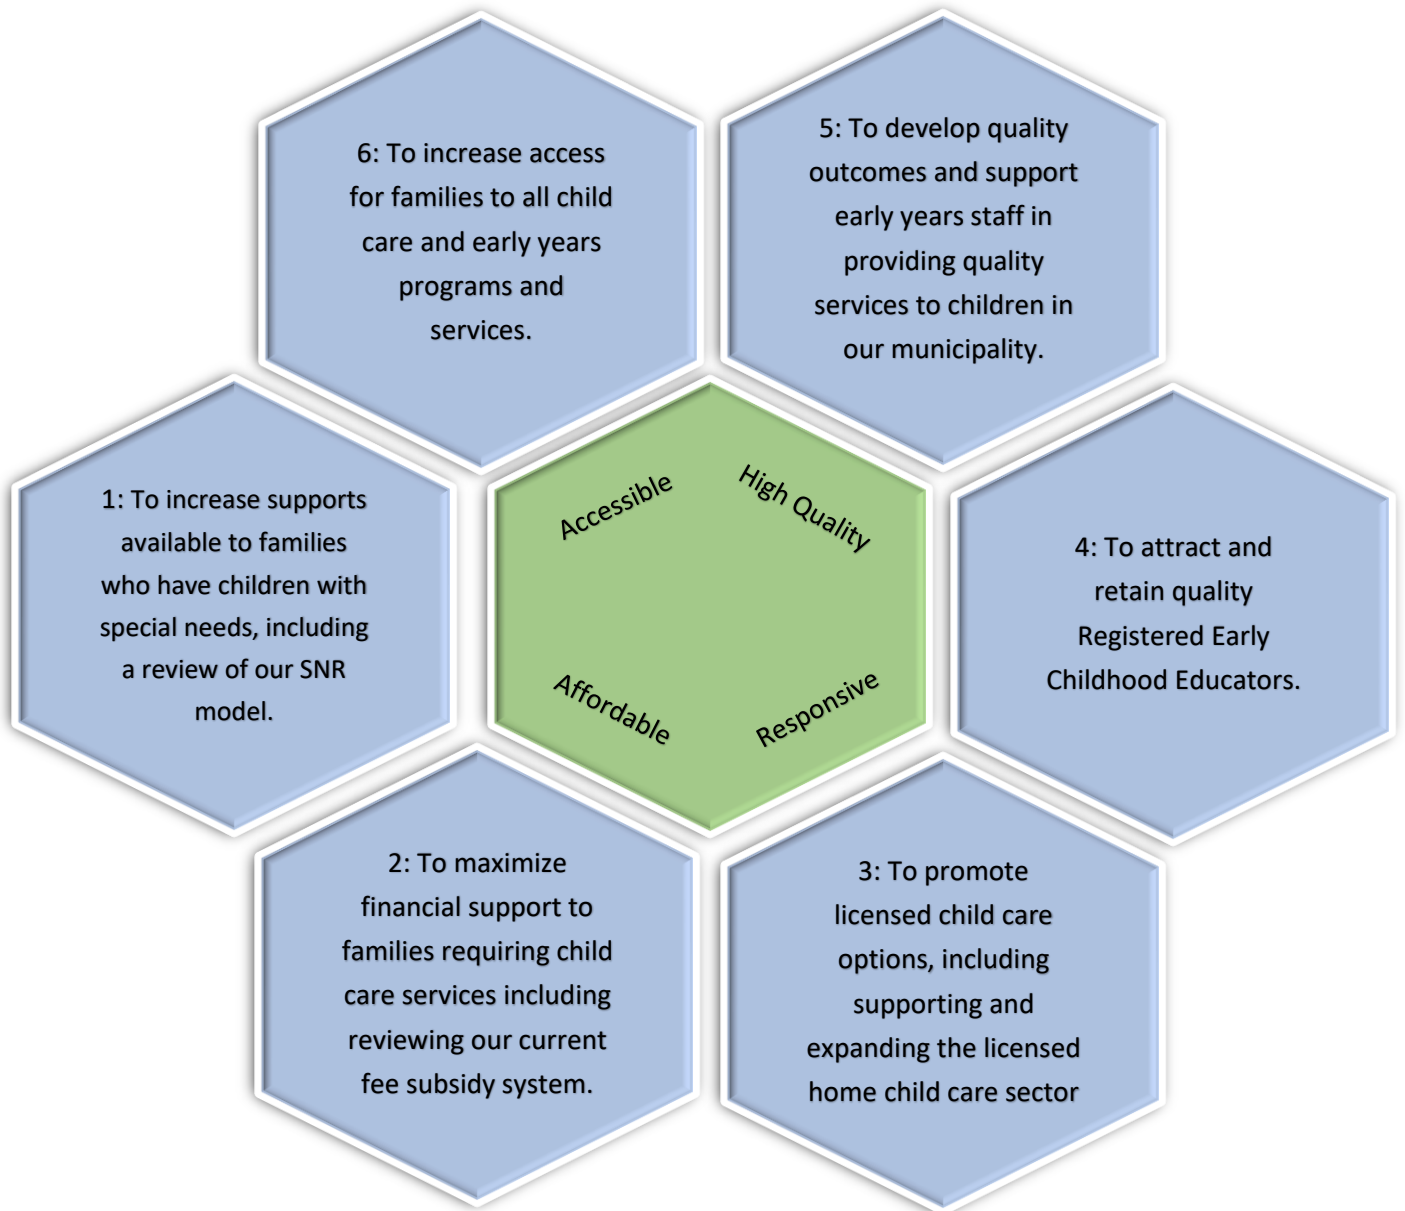 6: To increase access
for families to all child
care and early years
programs and
services.
5: To develop quality
outcomes and support
early years staff in
providing quality
services to children in
our municipality.
1: To increase supports
available to families
who have children with
special needs, including
a review of our SNR
model.
Accessible
High Quality
Affordable
Responsive
4: To attract and
retain quality
Registered Early
Childhood Educators.
2: To maximize
financial support to
families requiring child
care services including
reviewing our current
fee subsidy system.
3: To promote
licensed child care
options, including
supporting and
expanding the licensed
home child care sector